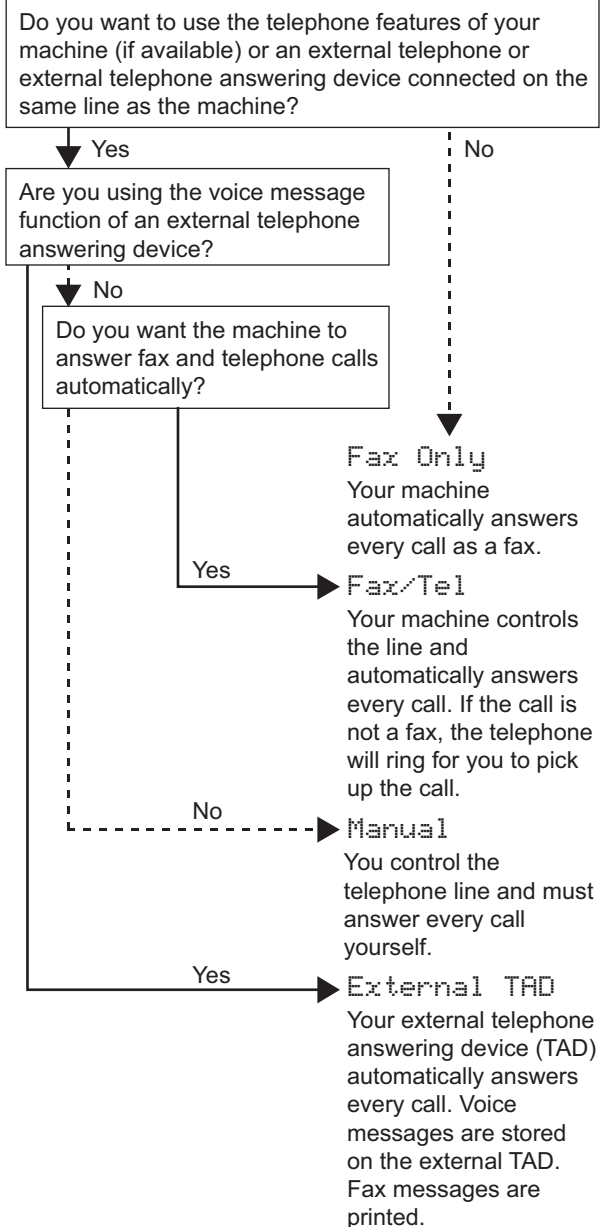 Do you want to use the telephone features of your
machine (if available) or an external telephone or
external telephone answering device connected on the
same line as the machine?
Yes
No
Are you using the voice message
function of an external telephone
answering device?
No
Do you want the machine to
answer fax and telephone calls
automatically?
Fax Only
Your machine
automatically answers
every call as a fax.
Yes
Fax/Tel
Your machine controls
the line and
automatically answers
every call. If the call is
not a fax, the telephone
will ring for you to pick
up the call.
No
Manual
You control the
telephone line and must
answer every call
yourself.
Yes
External TAD
Your external telephone
answering device (TAD)
automatically answers
every call. Voice
messages are stored
on the external TAD.
Fax messages are
printed.